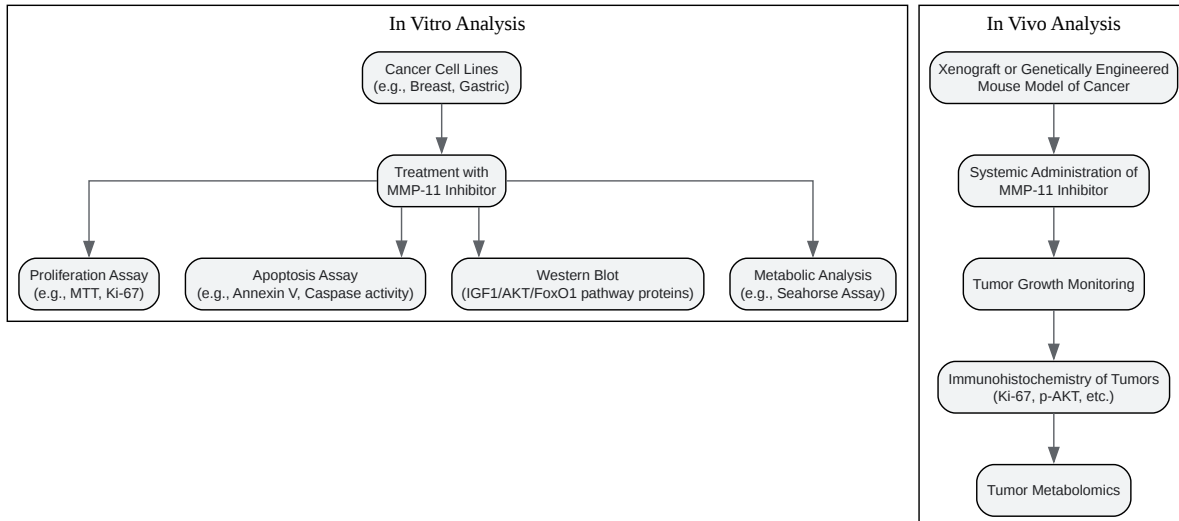 In Vitro Analysis
Cancer Cell Lines
(e.g., Breast, Gastric)
Treatment with
MMP-11 Inhibitor
Proliferation Assay
(e.g., MTT, Ki-67)
Apoptosis Assay
(e.g., Annexin V, Caspase activity)
Western Blot
(IGF1/AKT/FoxO1 pathway proteins)
Metabolic Analysis
(e.g., Seahorse Assay)
In Vivo Analysis
Xenograft or Genetically Engineered
Mouse Model of Cancer
Systemic Administration of
MMP-11 Inhibitor
Tumor Growth Monitoring
Immunohistochemistry of Tumors
(Ki-67, p-AKT, etc.)
Tumor Metabolomics